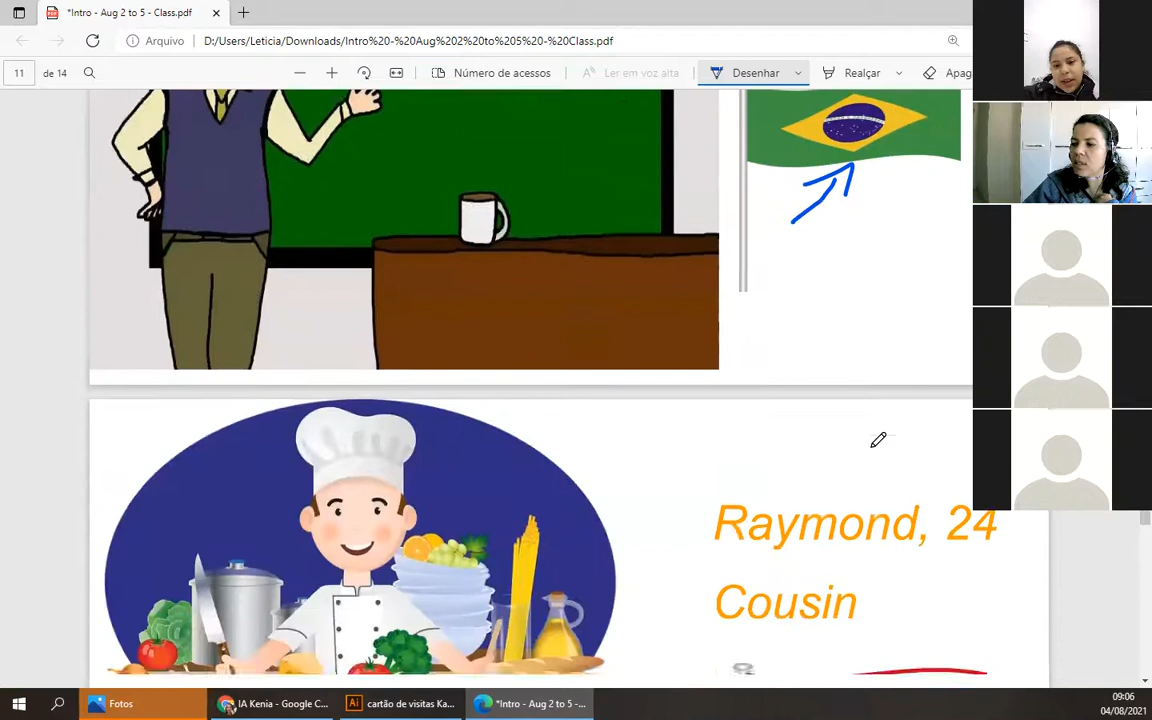 *Intro - Aug 2 to 5 - Class.pdf
Arquivo D:/Users/Leticia/Downloads/Intro%20-%20Aug%202%20to%205%20-%20Class.pdf
11 de 14 Número de acessos Ler em voz alta Desenhar Realçar Apag
Raymond, 24
Cousin
Fotos IA Kenia - Google C... cartão de visitas Ka... *Intro - Aug 2 to 5 -...
09:06
04/08/2021